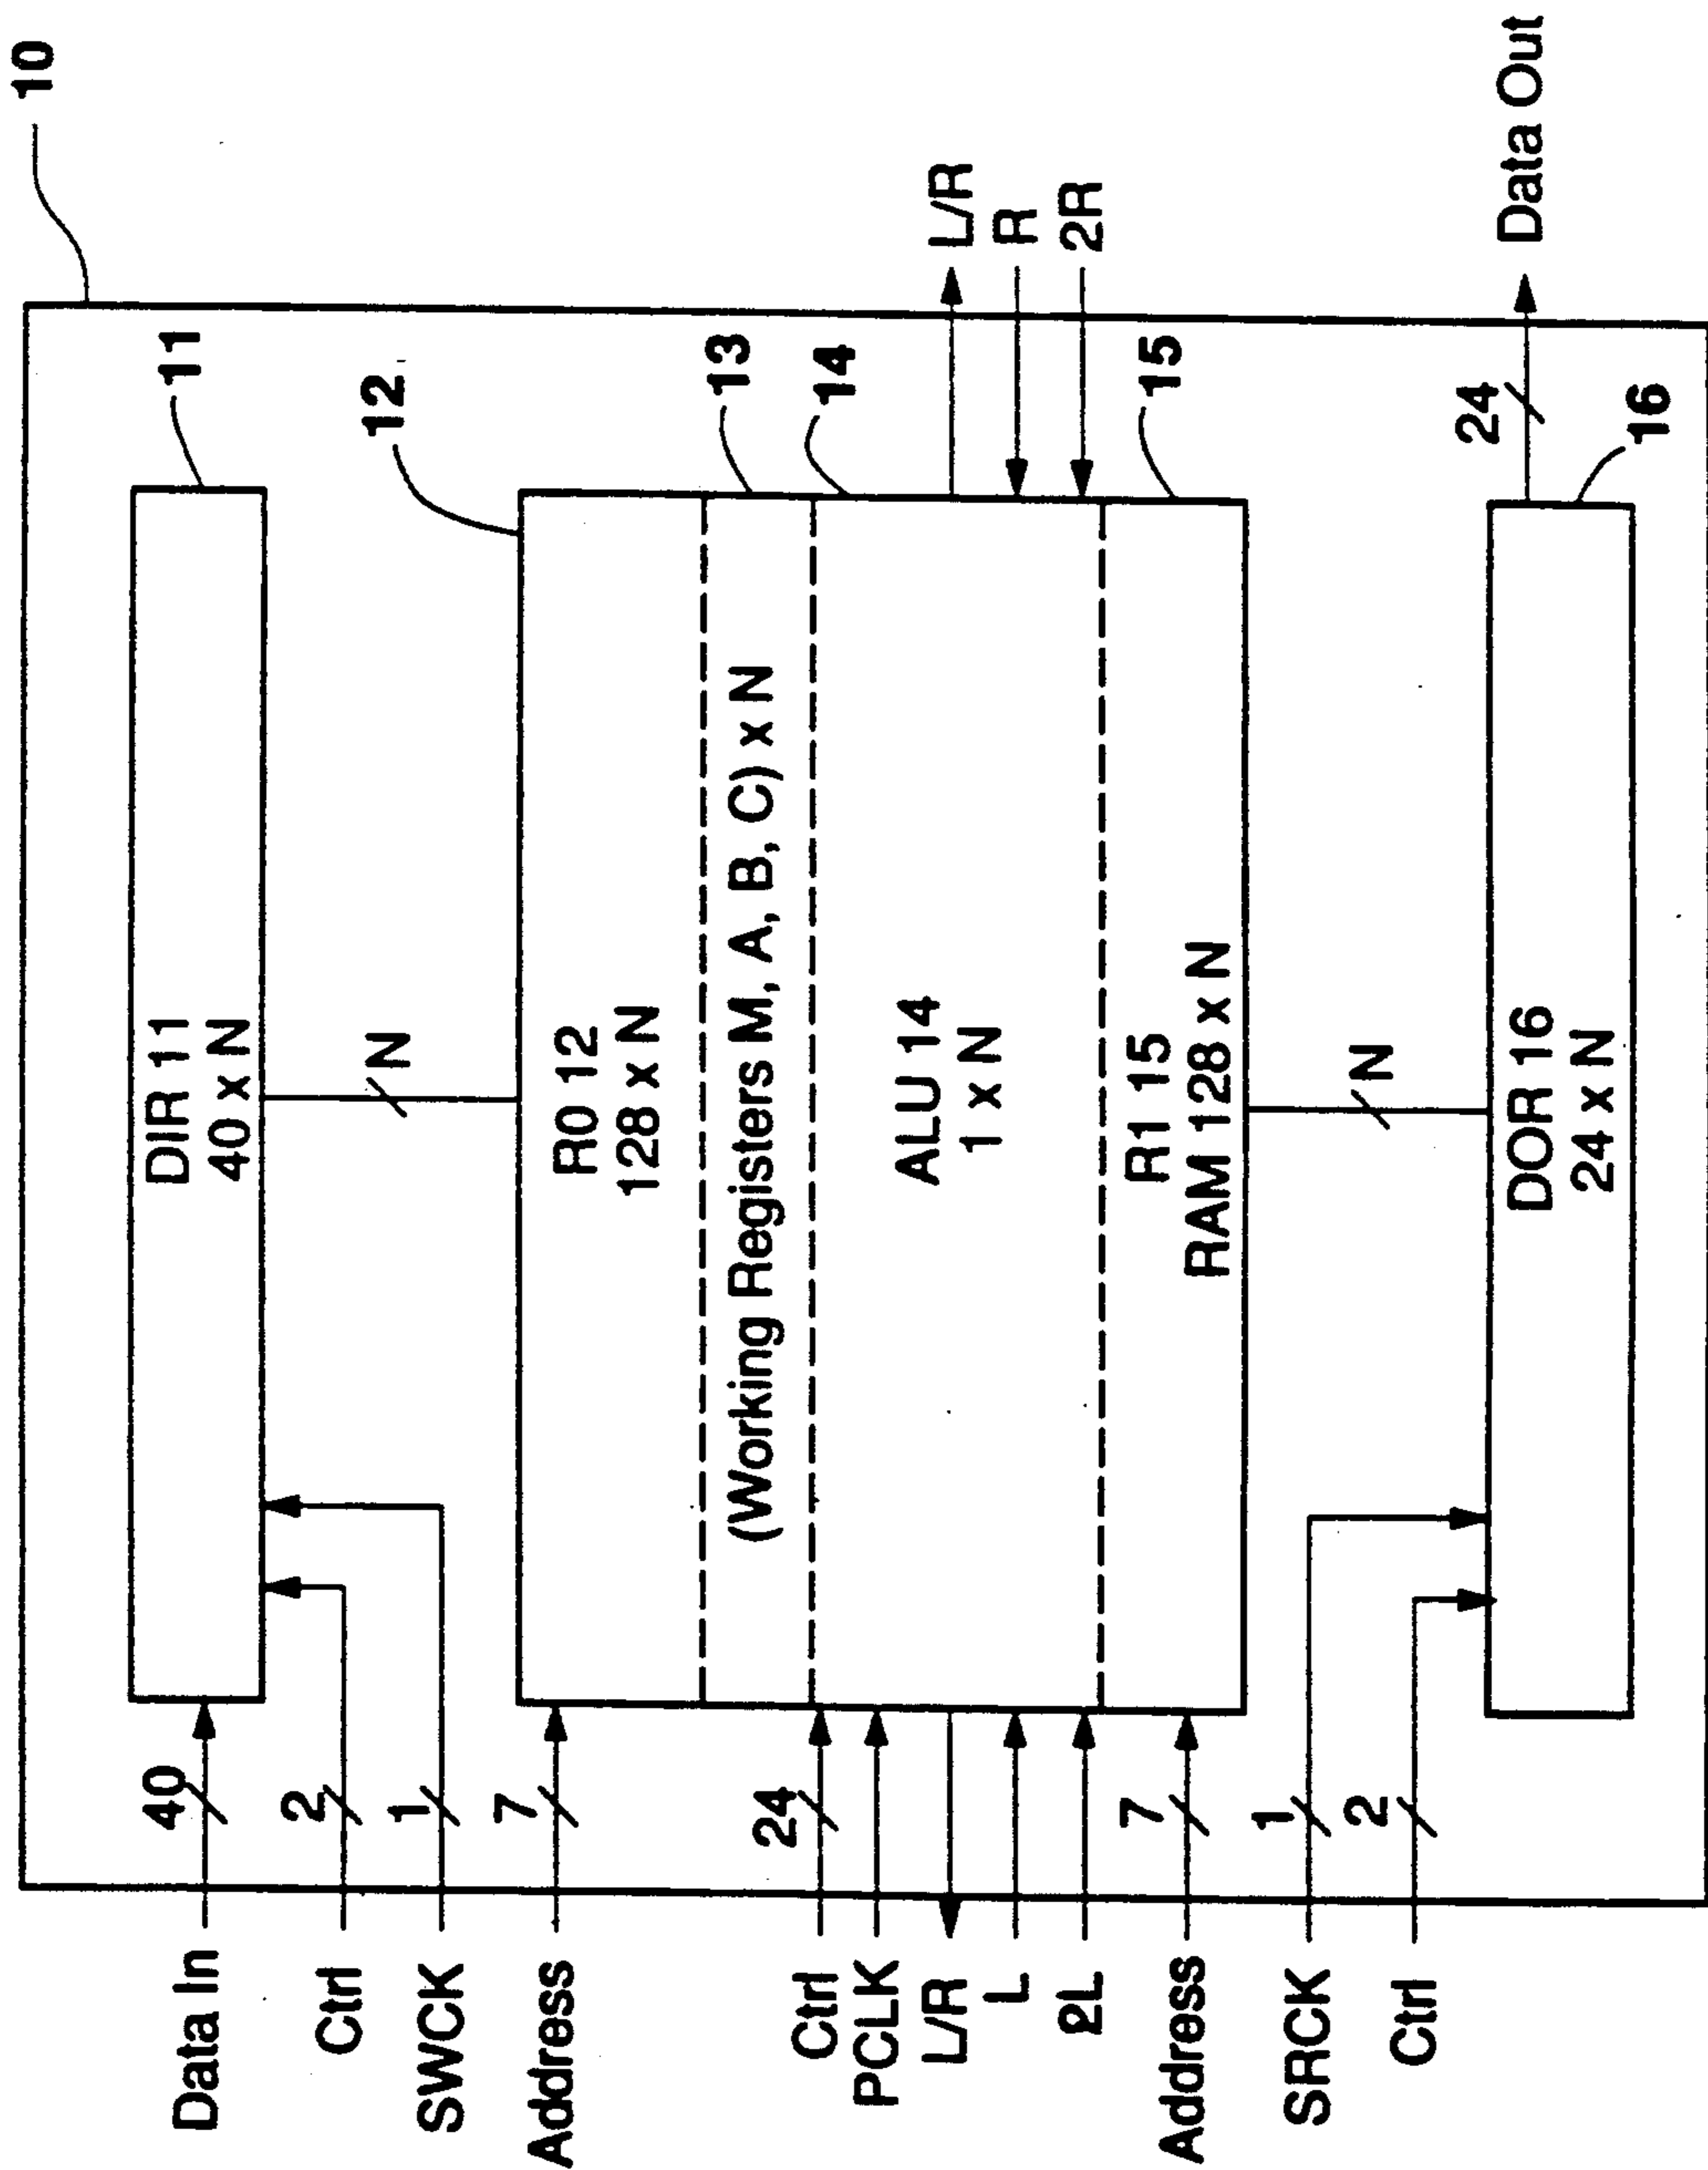 10
Data In
40
DIR 11
40 x N
11
Ctrl
2
SWCK
1
N
12
Address
7
R0 12
128 x N
13
(Working Registers M, A, B, C) x N
14
Ctrl
24
PCLK
ALU 14
1 x N
L/R
L/R
L
R
2L
2R
Address
7
R1 15
RAM 128 x N
15
SRCK
1
N
Ctrl
2
DOR 16
24 x N
24
Data Out
16